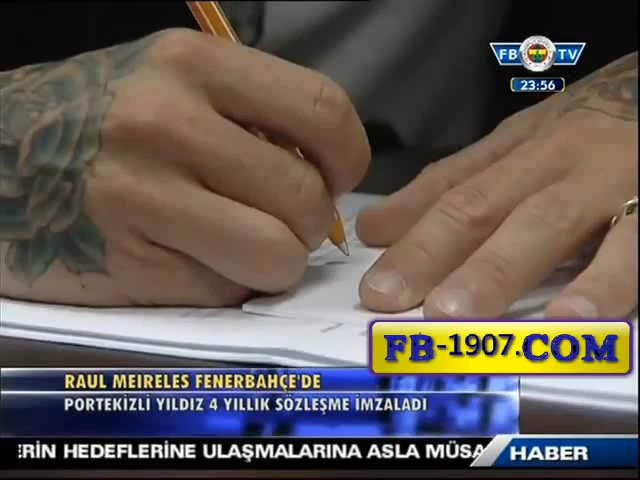 FB TV
23:56
FB-1907.COM
RAUL MEIRELES FENERBAHÇE'DE
PORTEKİZLİ YILDIZ 4 YILLIK SÖZLEŞME İMZALADI
ERİN HEDEFLERİNE ULAŞMALARINA ASLA MÜSA
HABER